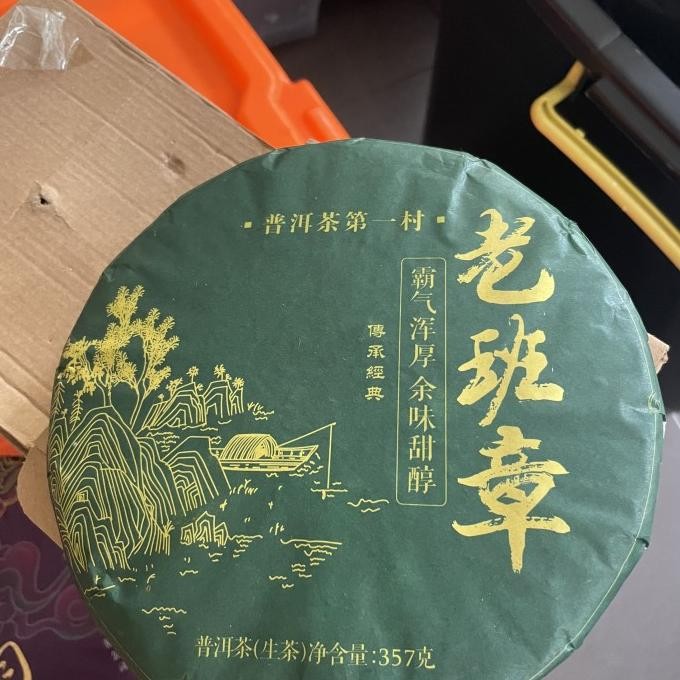 普洱茶第一村
老班章
霸气浑厚 余味甜醇
傳承經典
普洱茶(生茶)净含量:357克